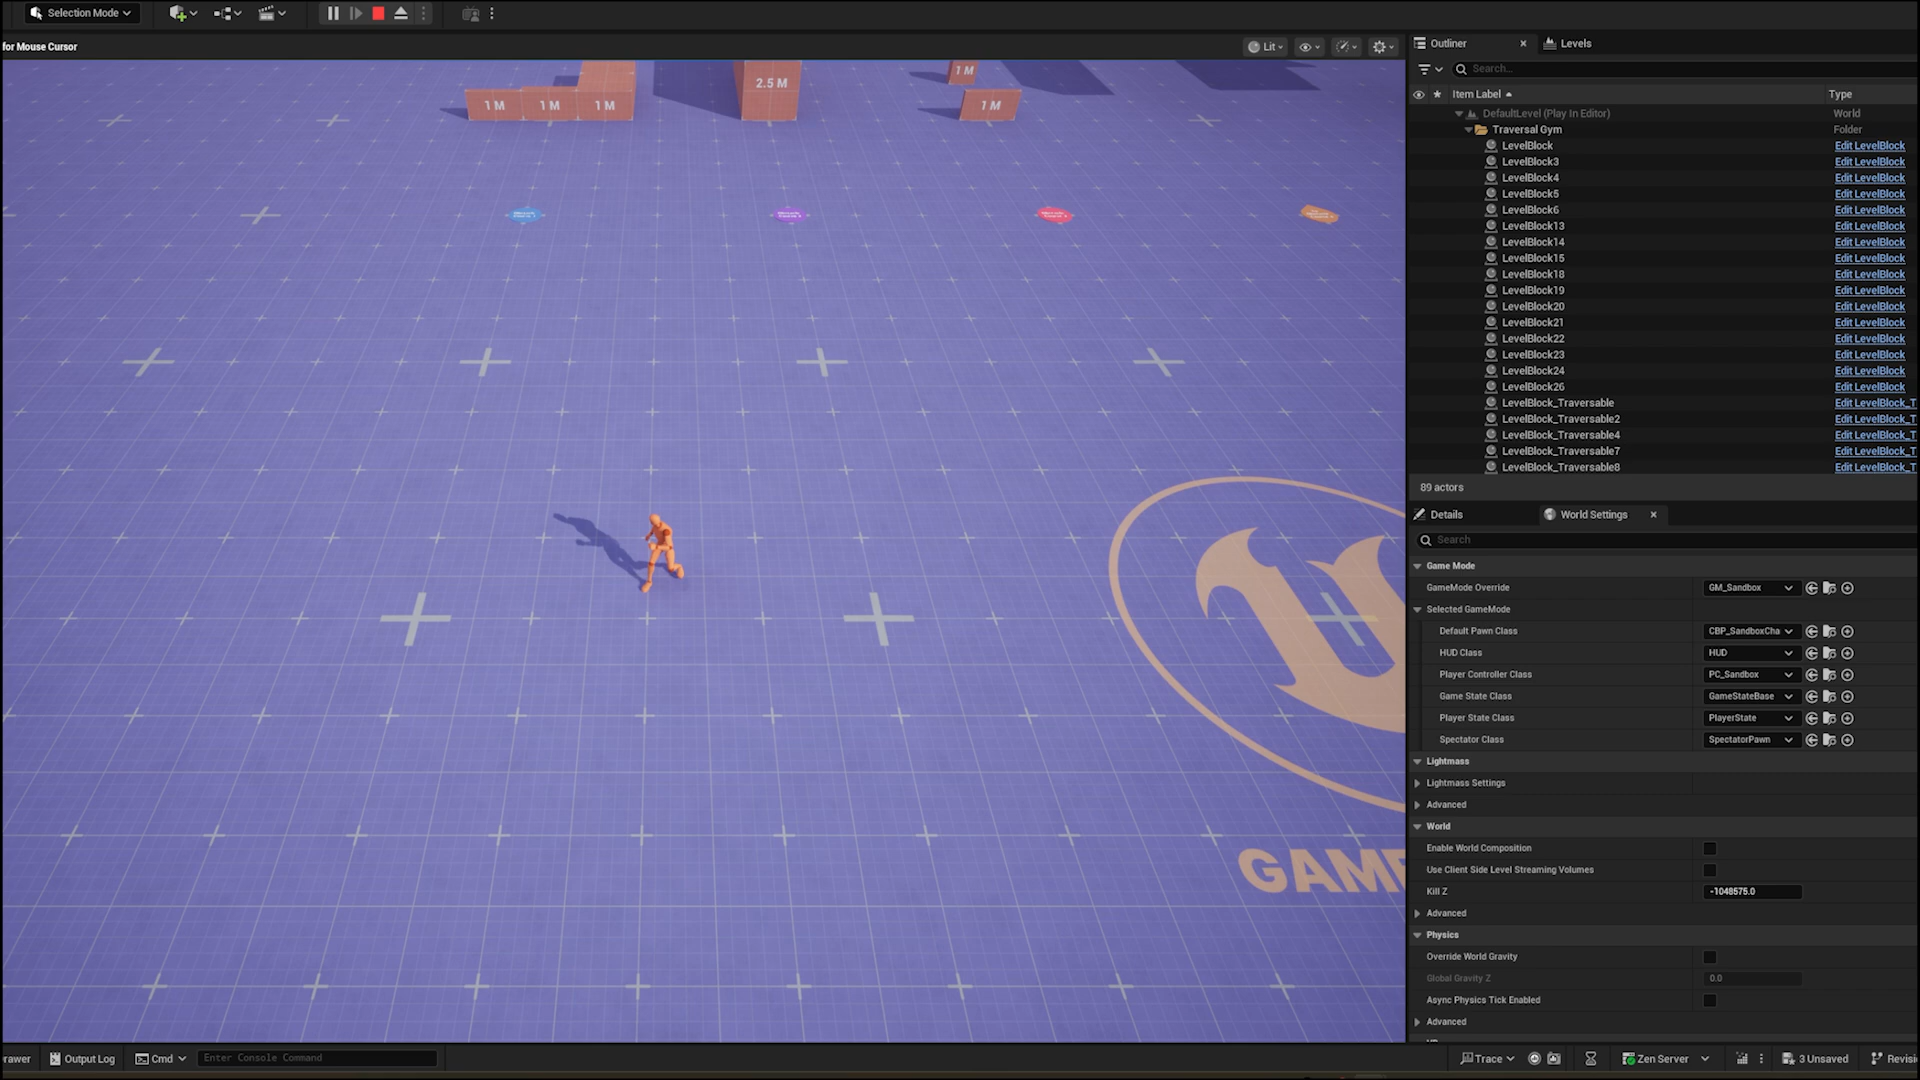 Selection Mode
for Mouse Cursor
Lit
1 M
1 M
1 M
2.5 M
1 M
1 M
GAM
Outliner
Levels
Search...
Item Label
Type
DefaultLevel (Play In Editor)
World
Traversal Gym
Folder
LevelBlock
Edit LevelBlock
LevelBlock3
Edit LevelBlock
LevelBlock4
Edit LevelBlock
LevelBlock5
Edit LevelBlock
LevelBlock6
Edit LevelBlock
LevelBlock13
Edit LevelBlock
LevelBlock14
Edit LevelBlock
LevelBlock15
Edit LevelBlock
LevelBlock18
Edit LevelBlock
LevelBlock19
Edit LevelBlock
LevelBlock20
Edit LevelBlock
LevelBlock21
Edit LevelBlock
LevelBlock22
Edit LevelBlock
LevelBlock23
Edit LevelBlock
LevelBlock24
Edit LevelBlock
LevelBlock26
Edit LevelBlock
LevelBlock_Traversable
Edit LevelBlock_T
LevelBlock_Traversable2
Edit LevelBlock_T
LevelBlock_Traversable4
Edit LevelBlock_T
LevelBlock_Traversable7
Edit LevelBlock_T
LevelBlock_Traversable8
Edit LevelBlock_T
89 actors
Details
World Settings
Search
Game Mode
GameMode Override
GM_Sandbox
Selected GameMode
Default Pawn Class
CBP_SandboxCha
HUD Class
HUD
Player Controller Class
PC_Sandbox
Game State Class
GameStateBase
Player State Class
PlayerState
Spectator Class
SpectatorPawn
Lightmass
Lightmass Settings
Advanced
World
Enable World Composition
Use Client Side Level Streaming Volumes
Kill Z
-1048575.0
Advanced
Physics
Override World Gravity
Global Gravity Z
0.0
Async Physics Tick Enabled
Advanced
rawer
Output Log
Cmd
Enter Console Command
Trace
Zen Server
3 Unsaved
Revisi